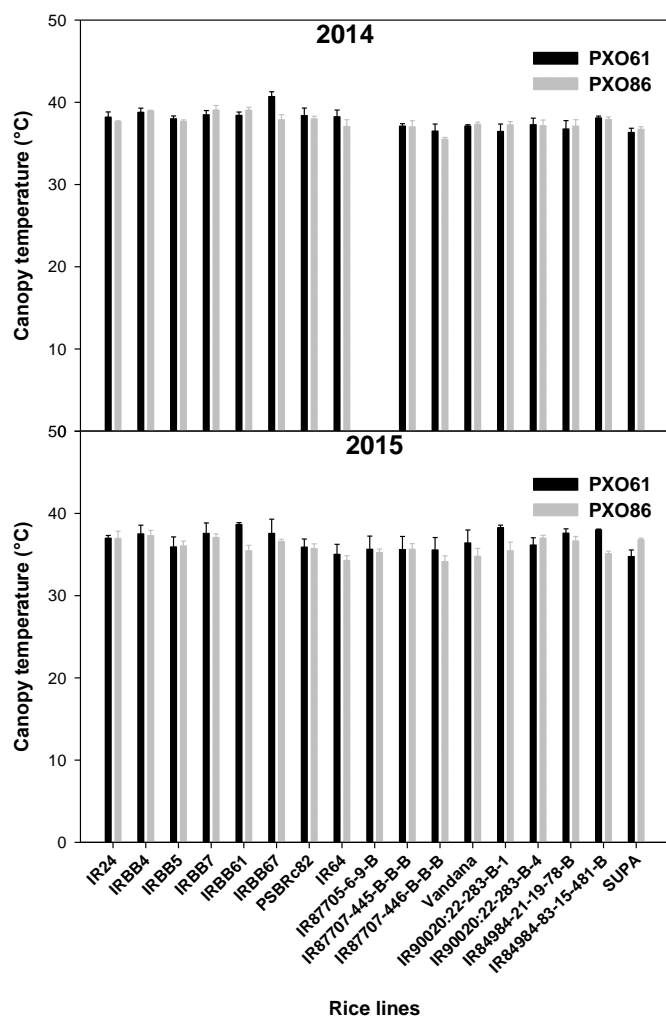 50
2014
PXO61
PXO86
40
30
20
10
Canopy temperature (°C)
50
2015
PXO61
PXO86
40
30
20
10
0
Canopy temperature (°C)
IR24
IRBB4
IRBB5
IRBB7
IRBB61
IRBB67
PSBRc82
IR64
IR87705-6-9-B
IR87707-445-B-B-B
IR87707-446-B-B-B
Vandana
IR90020:22-283-B-1
IR90020:22-283-B-4
IR84984-21-19-78-B
IR84984-83-15-481-B
SUPA
Rice lines